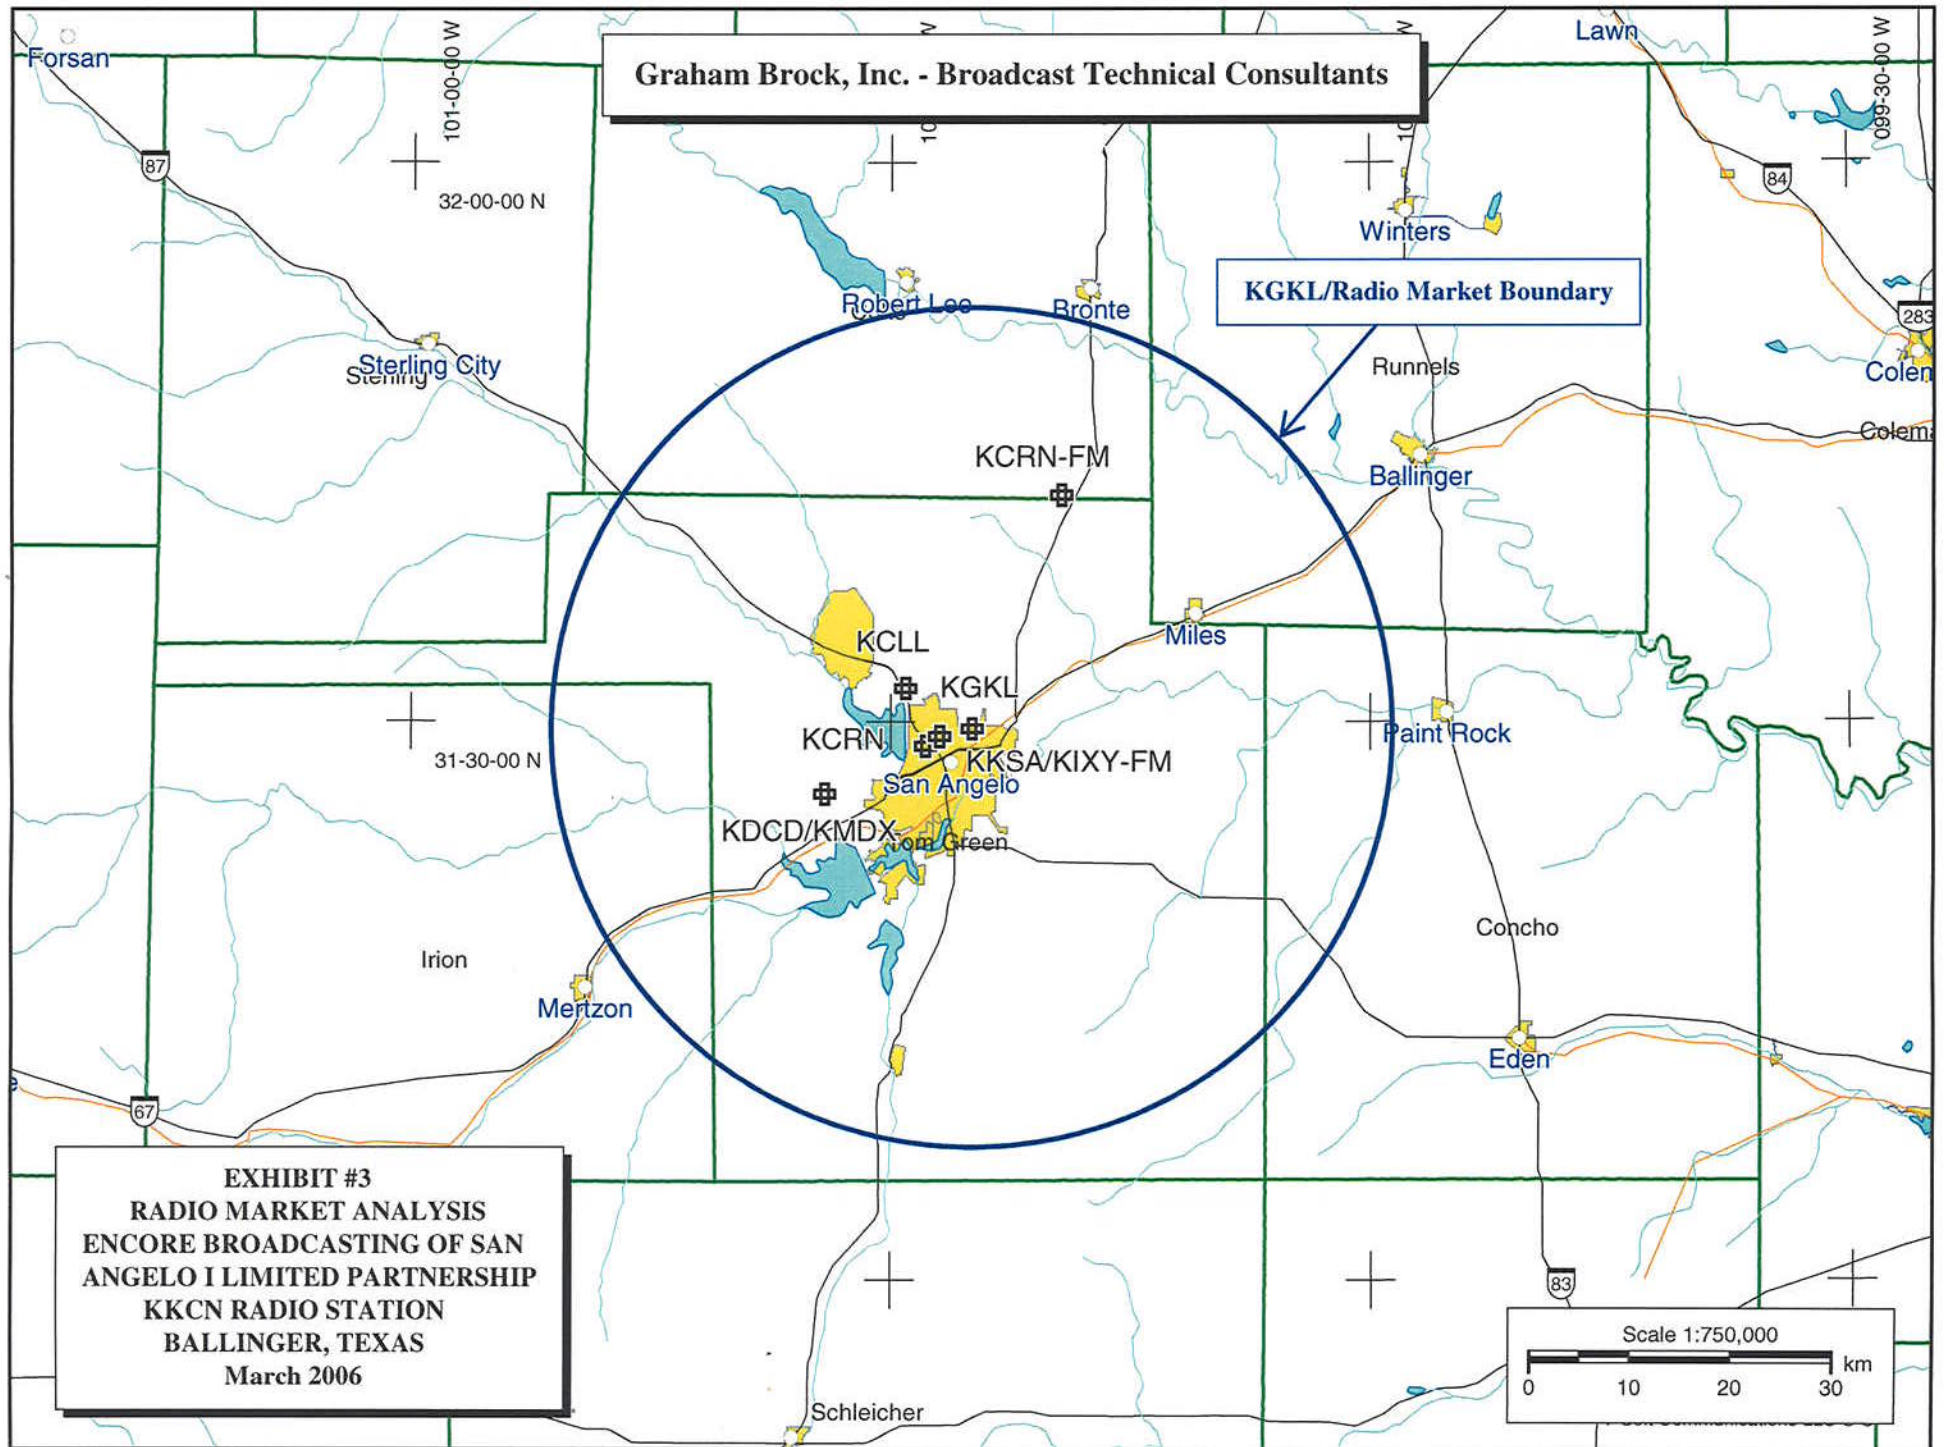 Forsan
101-00-00 W
Graham Brock, Inc. - Broadcast Technical Consultants
Lawn
099-30-00 W
87
84
32-00-00 N
Winters
KGKL/Radio Market Boundary
Robert Lee
Bronte
283
Sterling City
Sterling
Runnels
Colem
KCRN-FM
Ballinger
KCLL
Miles
KGKL
KCRN
Paint Rock
31-30-00 N
KKSA/KIXY-FM
San Angelo
KDCD/KMDX
Tom Green
Concho
Irion
Mertzon
Eden
67
EXHIBIT #3
RADIO MARKET ANALYSIS
ENCORE BROADCASTING OF SAN
ANGELO I LIMITED PARTNERSHIP
KKCN RADIO STATION
BALLINGER, TEXAS
March 2006
83
Scale 1:750,000
km
0 10 20 30
Schleicher